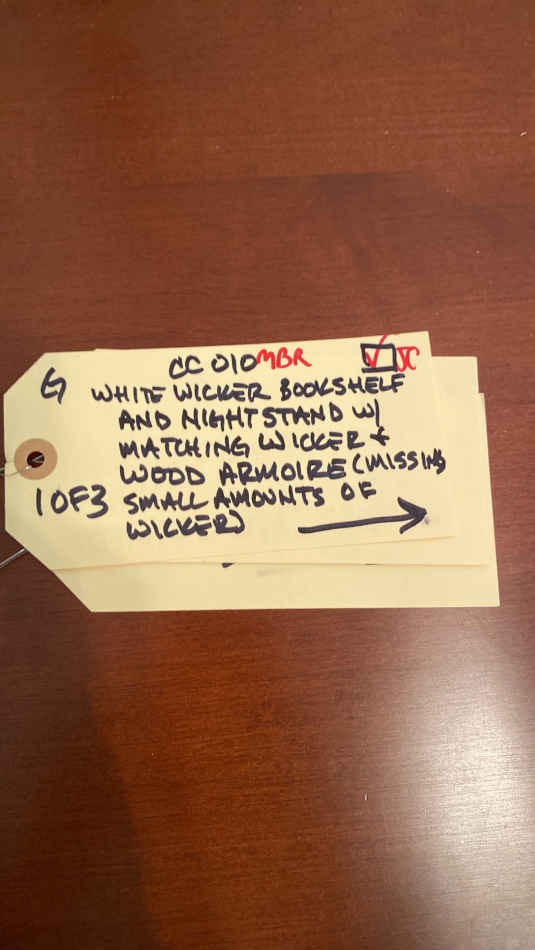 CC 010 MBR ✓ JC
G WHITE WICKER BOOKSHELF
AND NIGHTSTAND W/
MATCHING WICKER &
WOOD ARMOIRE (MISSING
1 OF 3 SMALL AMOUNTS OF
WICKER)